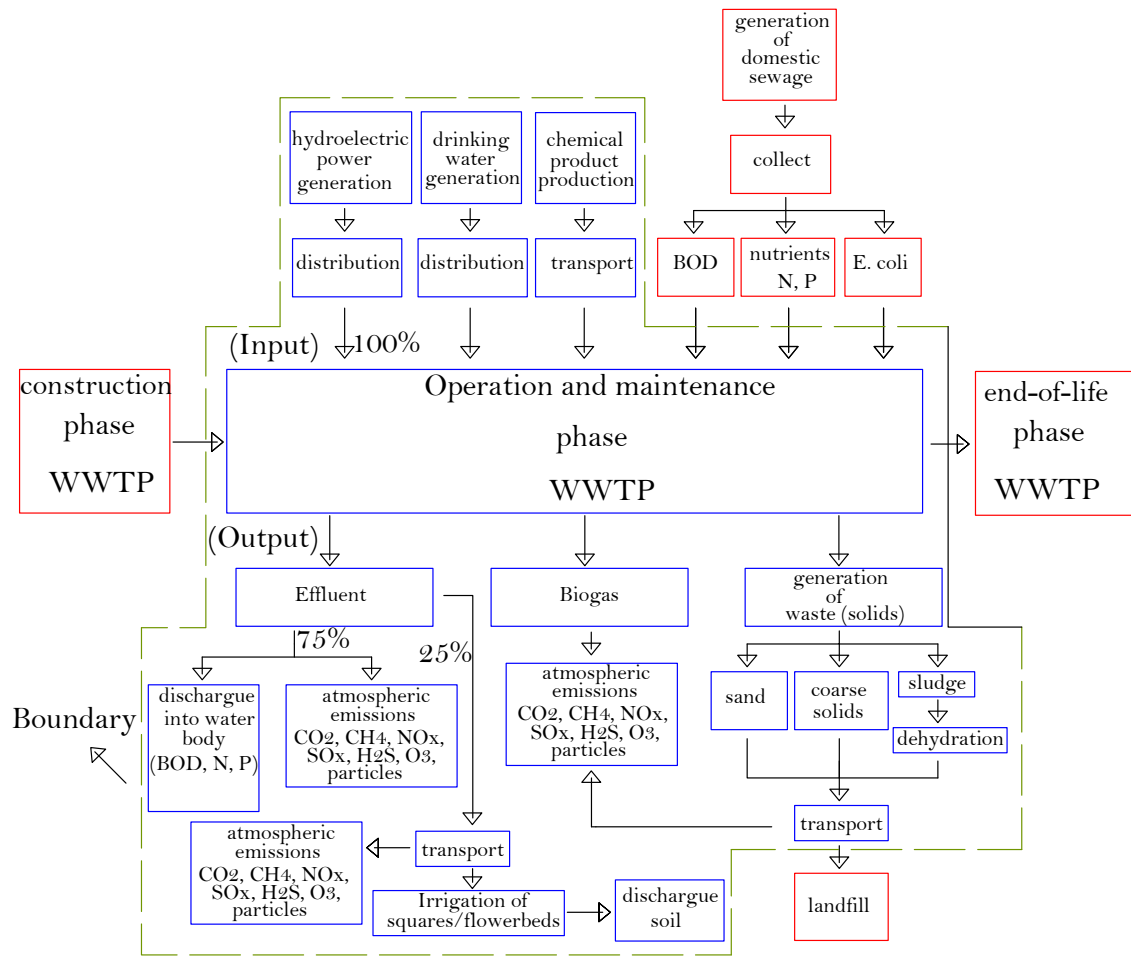 generation
of
domestic
sewage
hydroelectric
power
generation
drinking
water
generation
chemical
product
production
collect
distribution
distribution
transport
BOD
nutrients
N, P
E. coli
(Input)
100%
construction
phase
WWTP
Operation and maintenance
phase
WWTP
end-of-life
phase
WWTP
(Output)
Effluent
Biogas
generation
of
waste (solids)
75%
25%
Boundary
dischargue
into water
body
(BOD, N, P)
atmospheric
emissions
CO2, CH4, NOx,
SOx, H2S, O3,
particles
atmospheric
emissions
CO2, CH4, NOx,
SOx, H2S, O3,
particles
sand
coarse
solids
sludge
dehydration
atmospheric
emissions
CO2, CH4, NOx,
SOx, H2S, O3,
particles
transport
transport
Irrigation of
squares/flowerbeds
dischargue
soil
landfill